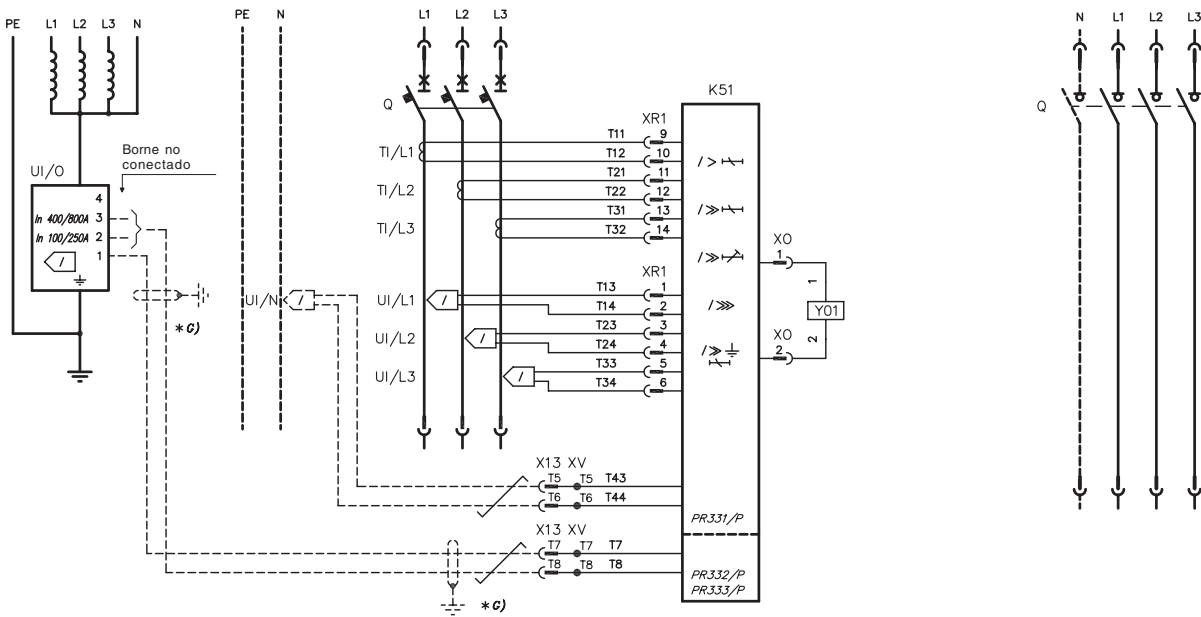 PE L1 L2 L3 N
PE N
L1 L2 L3
N L1 L2 L3
Q
Q
K51
XR1
T11 9
T12 10
T21 11
T22 12
T31 13
T32 14
TI/L1
TI/L2
TI/L3
Borne no
conectado
UI/O
4
In 400/800A 3
In 100/250A 2
1
/
*G)
UI/N
/
UI/L1
/
UI/L2
/
UI/L3
/
XR1
T13 1
T14 2
T23 3
T24 4
T33 5
T34 6
/>
/>>
/>>
/>>>
/>>
XO
1
1
Y01
2
XO
2
X13 XV
T5 T5 T43
T6 T6 T44
X13 XV
T7 T7 T7
T8 T8 T8
*G)
PR331/P
PR332/P
PR333/P